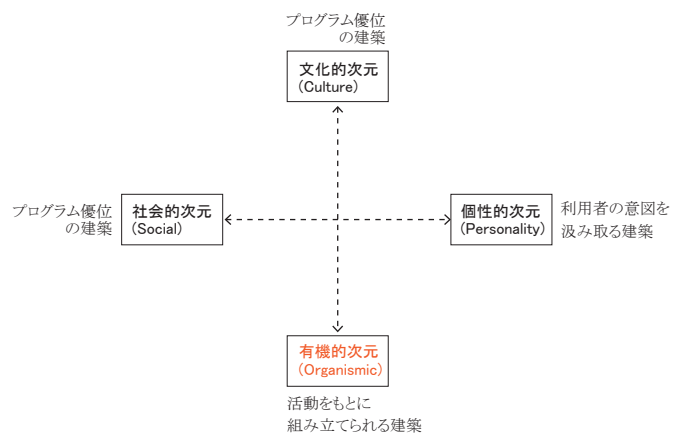 プログラム優位
の建築
文化的次元
(Culture)
プログラム優位
の建築
社会的次元
(Social)
個性的次元
(Personality)
利用者の意図を
汲み取る建築
有機的次元
(Organismic)
活動をもとに
組み立てられる建築